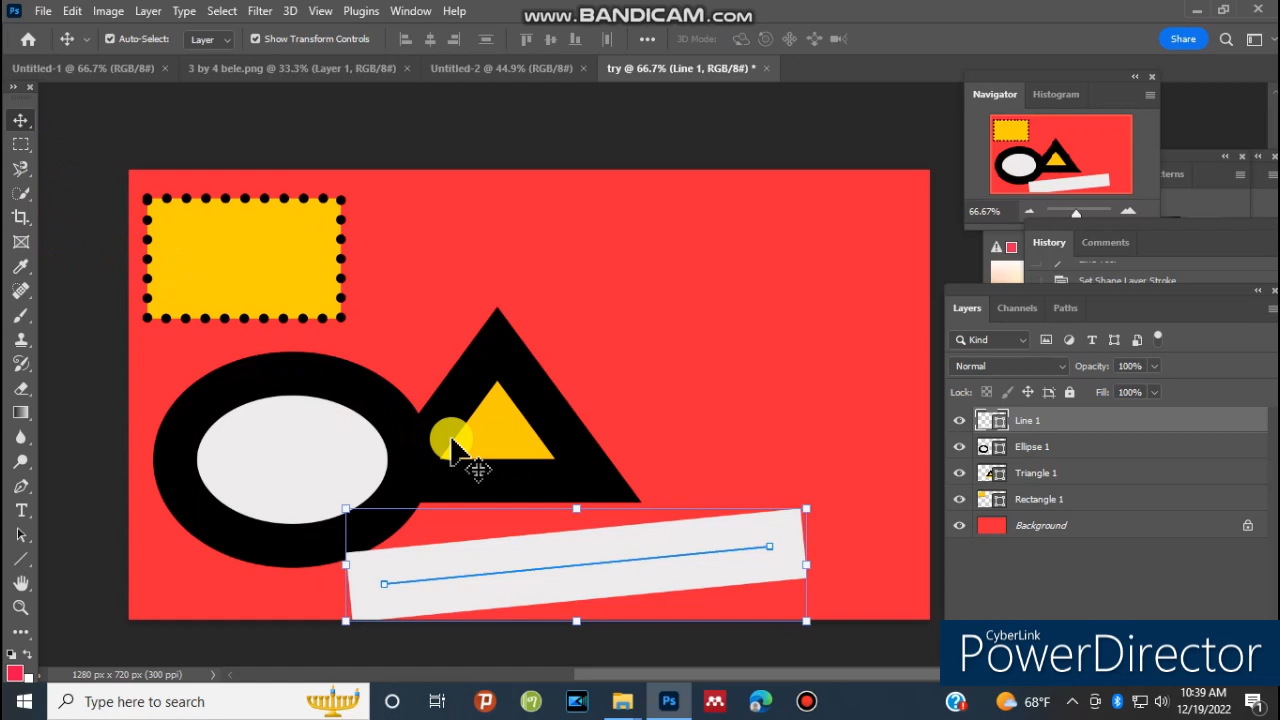 www.BANDICAM.com
Ps File Edit Image Layer Type Select Filter 3D View Plugins Window Help
Auto-Select: Layer Show Transform Controls 3D Mode: Share
Untitled-1 @ 66.7% (RGB/8#) × 3 by 4 bele.png @ 33.3% (Layer 1, RGB/8#) × Untitled-2 @ 44.9% (RGB/8#) × try @ 66.7% (Line 1, RGB/8#) * ×
Navigator Histogram
66.67%
History Comments
Set Shape Layer Stroke
Layers Channels Paths
Kind
Normal Opacity: 100%
Lock: Fill: 100%
Line 1
Ellipse 1
Triangle 1
Rectangle 1
Background
1280 px x 720 px (300 ppi)
CyberLink
PowerDirector
Type here to search
Ps
68°F
10:39 AM
12/19/2022